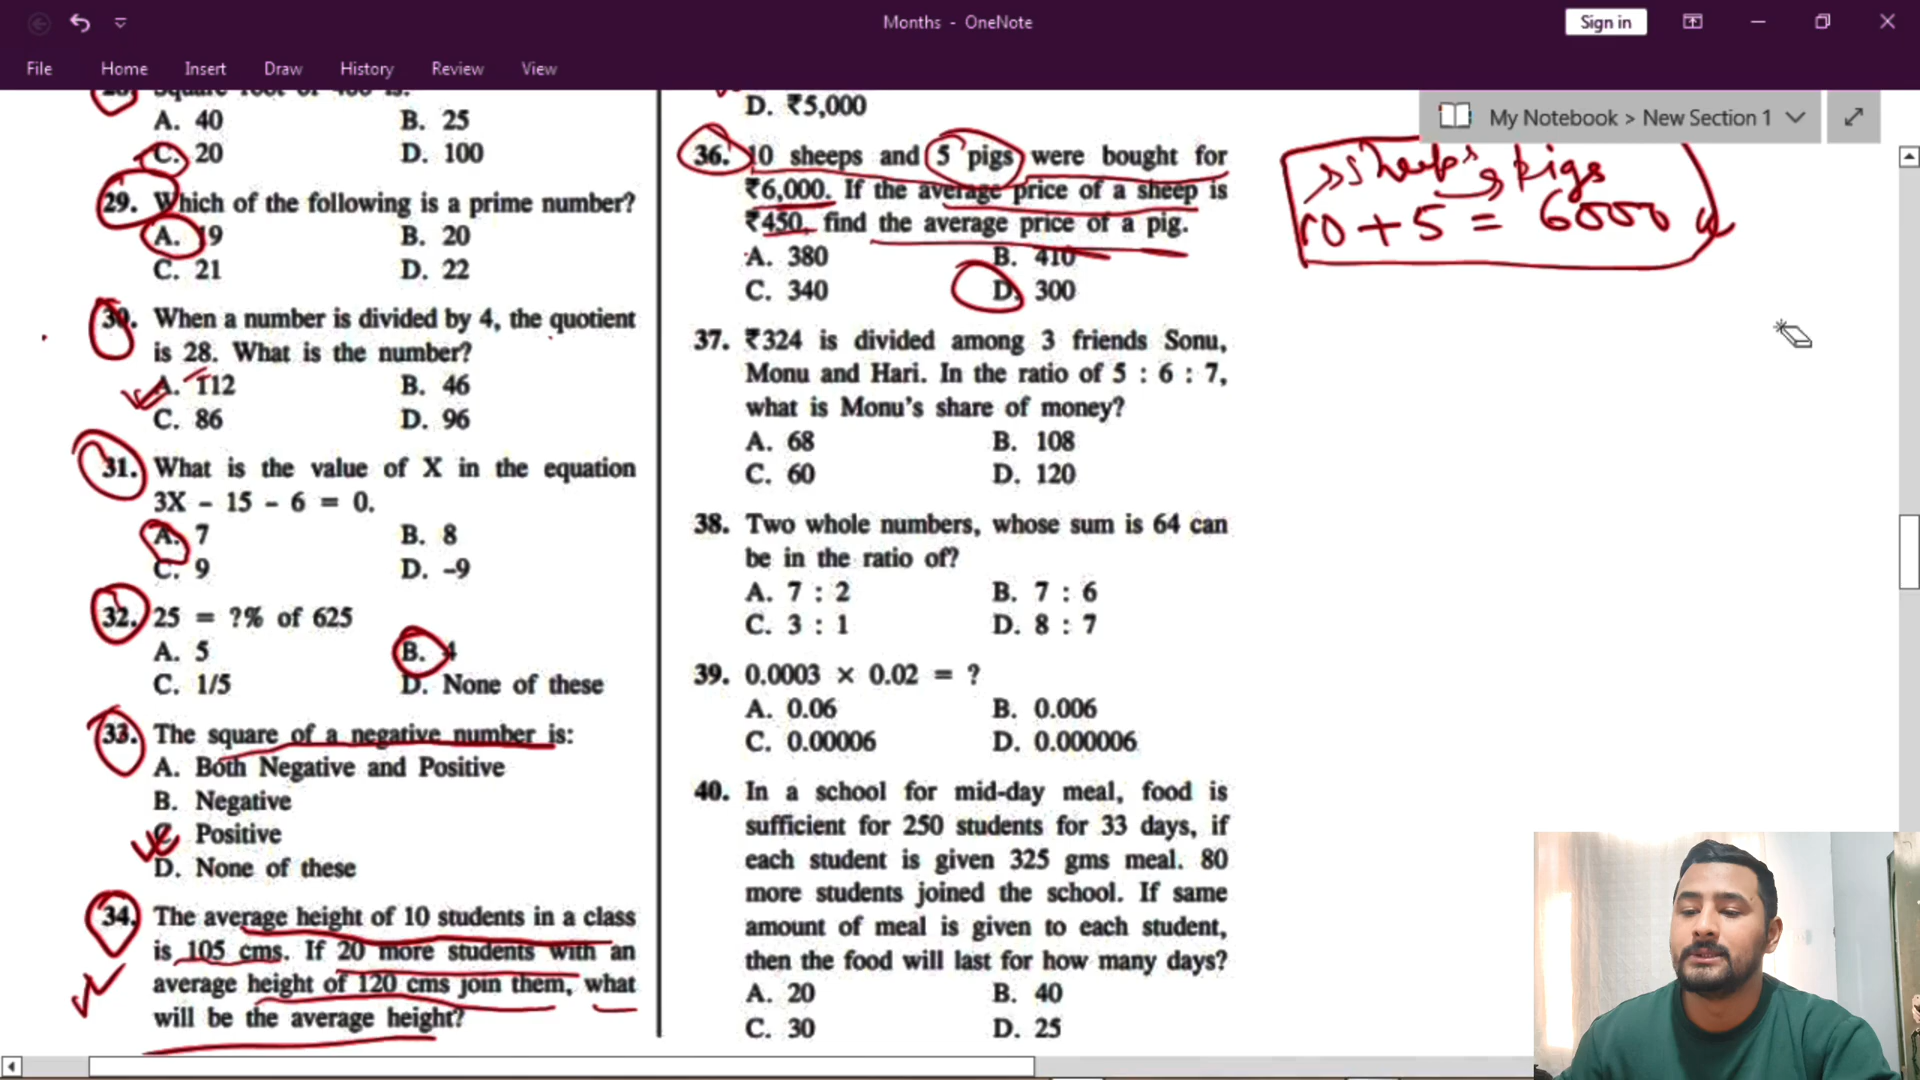 Months - OneNote
Sign in
File Home Insert Draw History Review View
My Notebook > New Section 1
A. 40 B. 25
C. 20 D. 100
29. Which of the following is a prime number?
A. 19 B. 20
C. 21 D. 22
30. When a number is divided by 4, the quotient
is 28. What is the number?
A. 112 B. 46
C. 86 D. 96
31. What is the value of X in the equation
3X - 15 - 6 = 0.
A. 7 B. 8
C. 9 D. -9
32. 25 = ?% of 625
A. 5 B. 4
C. 1/5 D. None of these
33. The square of a negative number is:
A. Both Negative and Positive
B. Negative
C Positive
D. None of these
34. The average height of 10 students in a class
is 105 cms. If 20 more students with an
average height of 120 cms join them, what
will be the average height?
D. ₹5,000
36. 10 sheeps and 5 pigs were bought for
₹6,000. If the average price of a sheep is
₹450, find the average price of a pig.
A. 380 B. 410
C. 340 D. 300
37. ₹324 is divided among 3 friends Sonu,
Monu and Hari. In the ratio of 5 : 6 : 7,
what is Monu's share of money?
A. 68 B. 108
C. 60 D. 120
38. Two whole numbers, whose sum is 64 can
be in the ratio of?
A. 7 : 2 B. 7 : 6
C. 3 : 1 D. 8 : 7
39. 0.0003 × 0.02 = ?
A. 0.06 B. 0.006
C. 0.00006 D. 0.000006
40. In a school for mid-day meal, food is
sufficient for 250 students for 33 days, if
each student is given 325 gms meal. 80
more students joined the school. If same
amount of meal is given to each student,
then the food will last for how many days?
A. 20 B. 40
C. 30 D. 25
sheeps pigs
10 + 5 = 6000